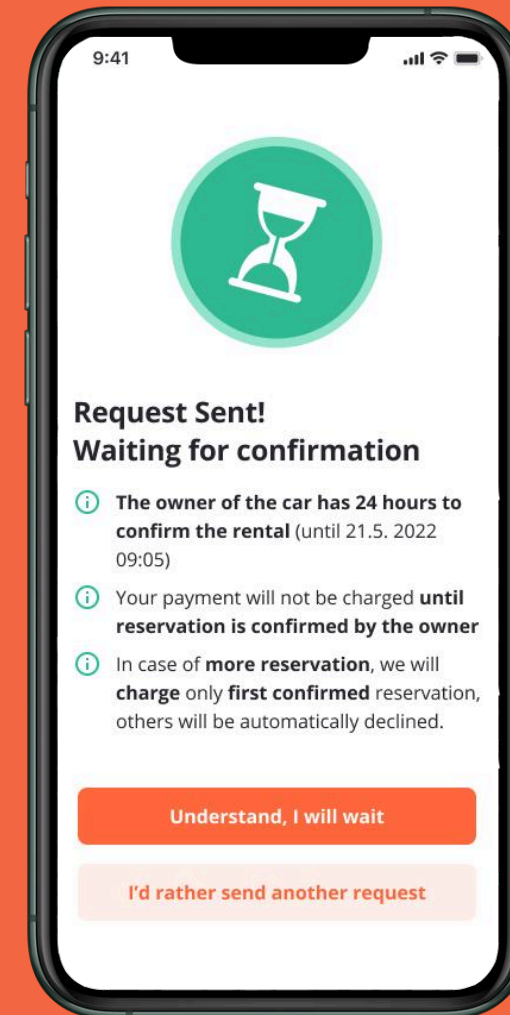 9:41
Request Sent!
Waiting for confirmation
The owner of the car has 24 hours to
confirm the rental (until 21.5. 2022
09:05)
Your payment will not be charged until
reservation is confirmed by the owner
In case of more reservation, we will
charge only first confirmed reservation,
others will be automatically declined.
Understand, I will wait
I'd rather send another request